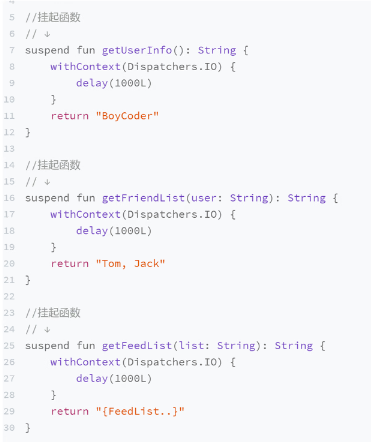 5 //挂起函数
6 // ↓
7 suspend fun getUserInfo(): String {
8     withContext(Dispatchers.IO) {
9         delay(1000L)
10     }
11     return "BoyCoder"
12 }
13
14 //挂起函数
15 // ↓
16 suspend fun getFriendList(user: String): String {
17     withContext(Dispatchers.IO) {
18         delay(1000L)
19     }
20     return "Tom, Jack"
21 }
22
23 //挂起函数
24 // ↓
25 suspend fun getFeedList(list: String): String {
26     withContext(Dispatchers.IO) {
27         delay(1000L)
28     }
29     return "{FeedList..}"
30 }